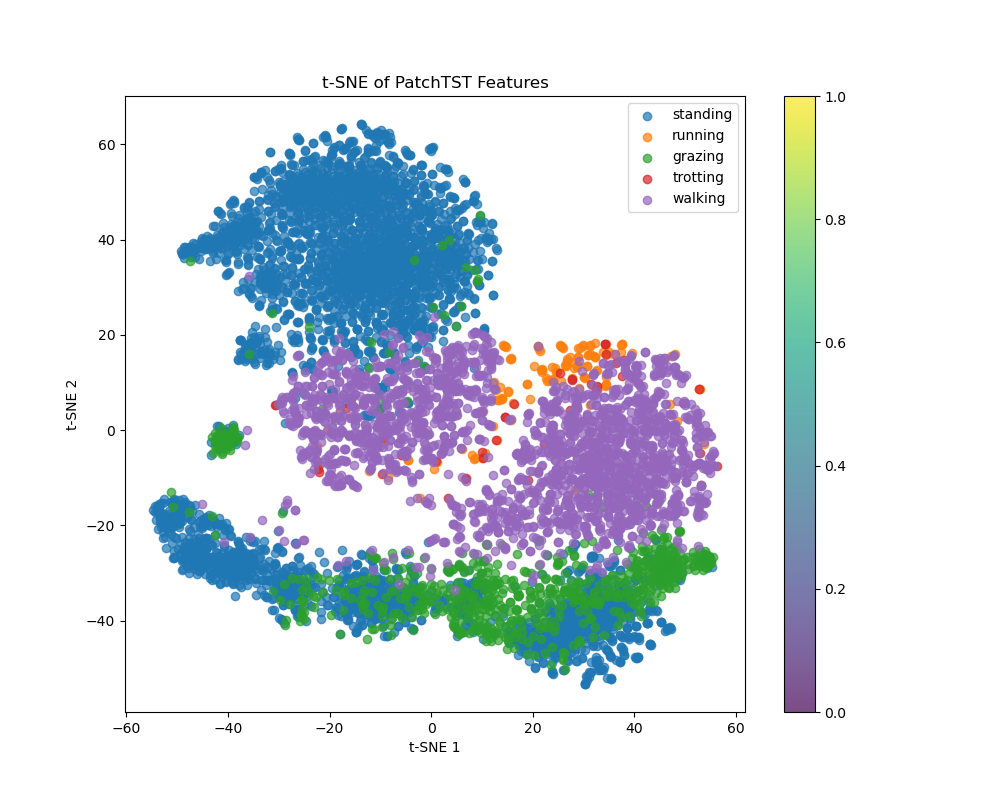 t-SNE of PatchTST Features
standing
running
grazing
trotting
walking
t-SNE 2
60
40
20
0
−20
−40
−60
−40
−20
0
20
40
60
t-SNE 1
1.0
0.8
0.6
0.4
0.2
0.0